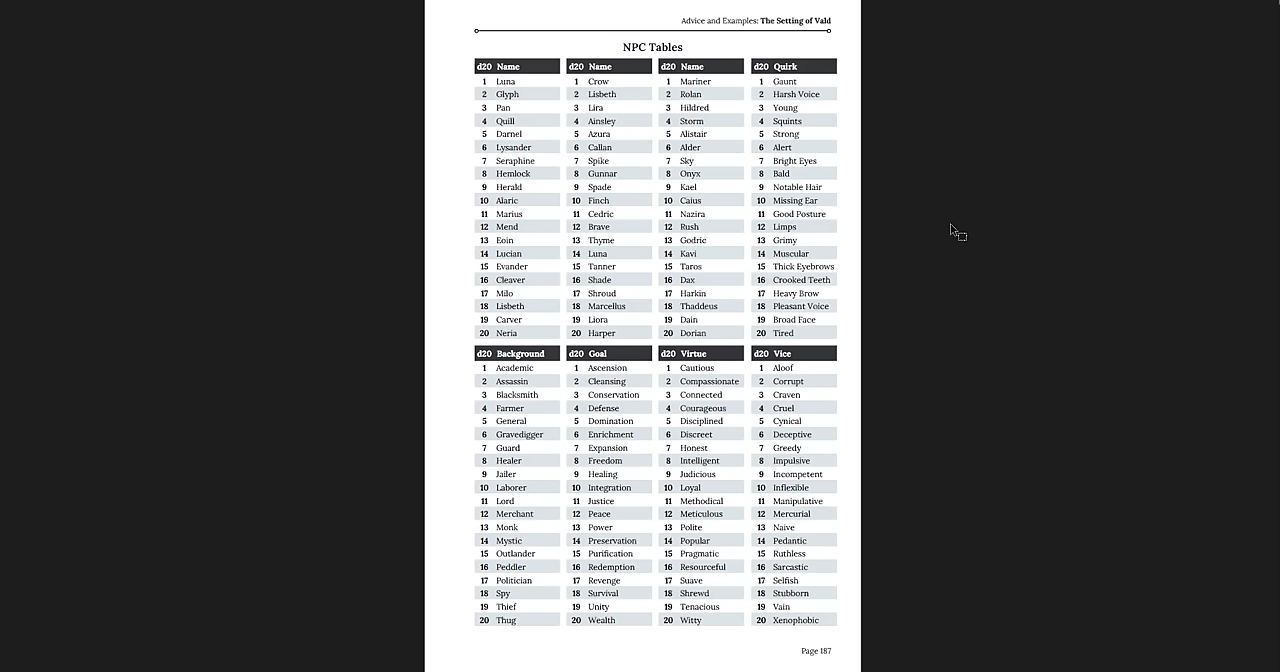 Advice and Examples: The Setting of Vald
NPC Tables
d20 Name d20 Name d20 Name d20 Quirk
1 Luna 1 Crow 1 Mariner 1 Gaunt
2 Glyph 2 Lisbeth 2 Rolan 2 Harsh Voice
3 Pan 3 Lira 3 Hildred 3 Young
4 Quill 4 Ainsley 4 Storm 4 Squints
5 Darnel 5 Azura 5 Alistair 5 Strong
6 Lysander 6 Callan 6 Alder 6 Alert
7 Seraphine 7 Spike 7 Sky 7 Bright Eyes
8 Hemlock 8 Gunnar 8 Onyx 8 Bald
9 Herald 9 Spade 9 Kael 9 Notable Hair
10 Alaric 10 Finch 10 Caius 10 Missing Ear
11 Marius 11 Cedric 11 Nazira 11 Good Posture
12 Mend 12 Brave 12 Rush 12 Limps
13 Eoin 13 Thyme 13 Godric 13 Grimy
14 Lucian 14 Luna 14 Kavi 14 Muscular
15 Evander 15 Tanner 15 Taros 15 Thick Eyebrows
16 Cleaver 16 Shade 16 Dax 16 Crooked Teeth
17 Milo 17 Shroud 17 Harkin 17 Heavy Brow
18 Lisbeth 18 Marcellus 18 Thaddeus 18 Pleasant Voice
19 Carver 19 Liora 19 Dain 19 Broad Face
20 Neria 20 Harper 20 Dorian 20 Tired
d20 Background d20 Goal d20 Virtue d20 Vice
1 Academic 1 Ascension 1 Cautious 1 Aloof
2 Assassin 2 Cleansing 2 Compassionate 2 Corrupt
3 Blacksmith 3 Conservation 3 Connected 3 Craven
4 Farmer 4 Defense 4 Courageous 4 Cruel
5 General 5 Domination 5 Disciplined 5 Cynical
6 Gravedigger 6 Enrichment 6 Discreet 6 Deceptive
7 Guard 7 Expansion 7 Honest 7 Greedy
8 Healer 8 Freedom 8 Intelligent 8 Impulsive
9 Jailer 9 Healing 9 Judicious 9 Incompetent
10 Laborer 10 Integration 10 Loyal 10 Inflexible
11 Lord 11 Justice 11 Methodical 11 Manipulative
12 Merchant 12 Peace 12 Meticulous 12 Mercurial
13 Monk 13 Power 13 Polite 13 Naive
14 Mystic 14 Preservation 14 Popular 14 Pedantic
15 Outlander 15 Purification 15 Pragmatic 15 Ruthless
16 Peddler 16 Redemption 16 Resourceful 16 Sarcastic
17 Politician 17 Revenge 17 Suave 17 Selfish
18 Spy 18 Survival 18 Shrewd 18 Stubborn
19 Thief 19 Unity 19 Tenacious 19 Vain
20 Thug 20 Wealth 20 Witty 20 Xenophobic
Page 187